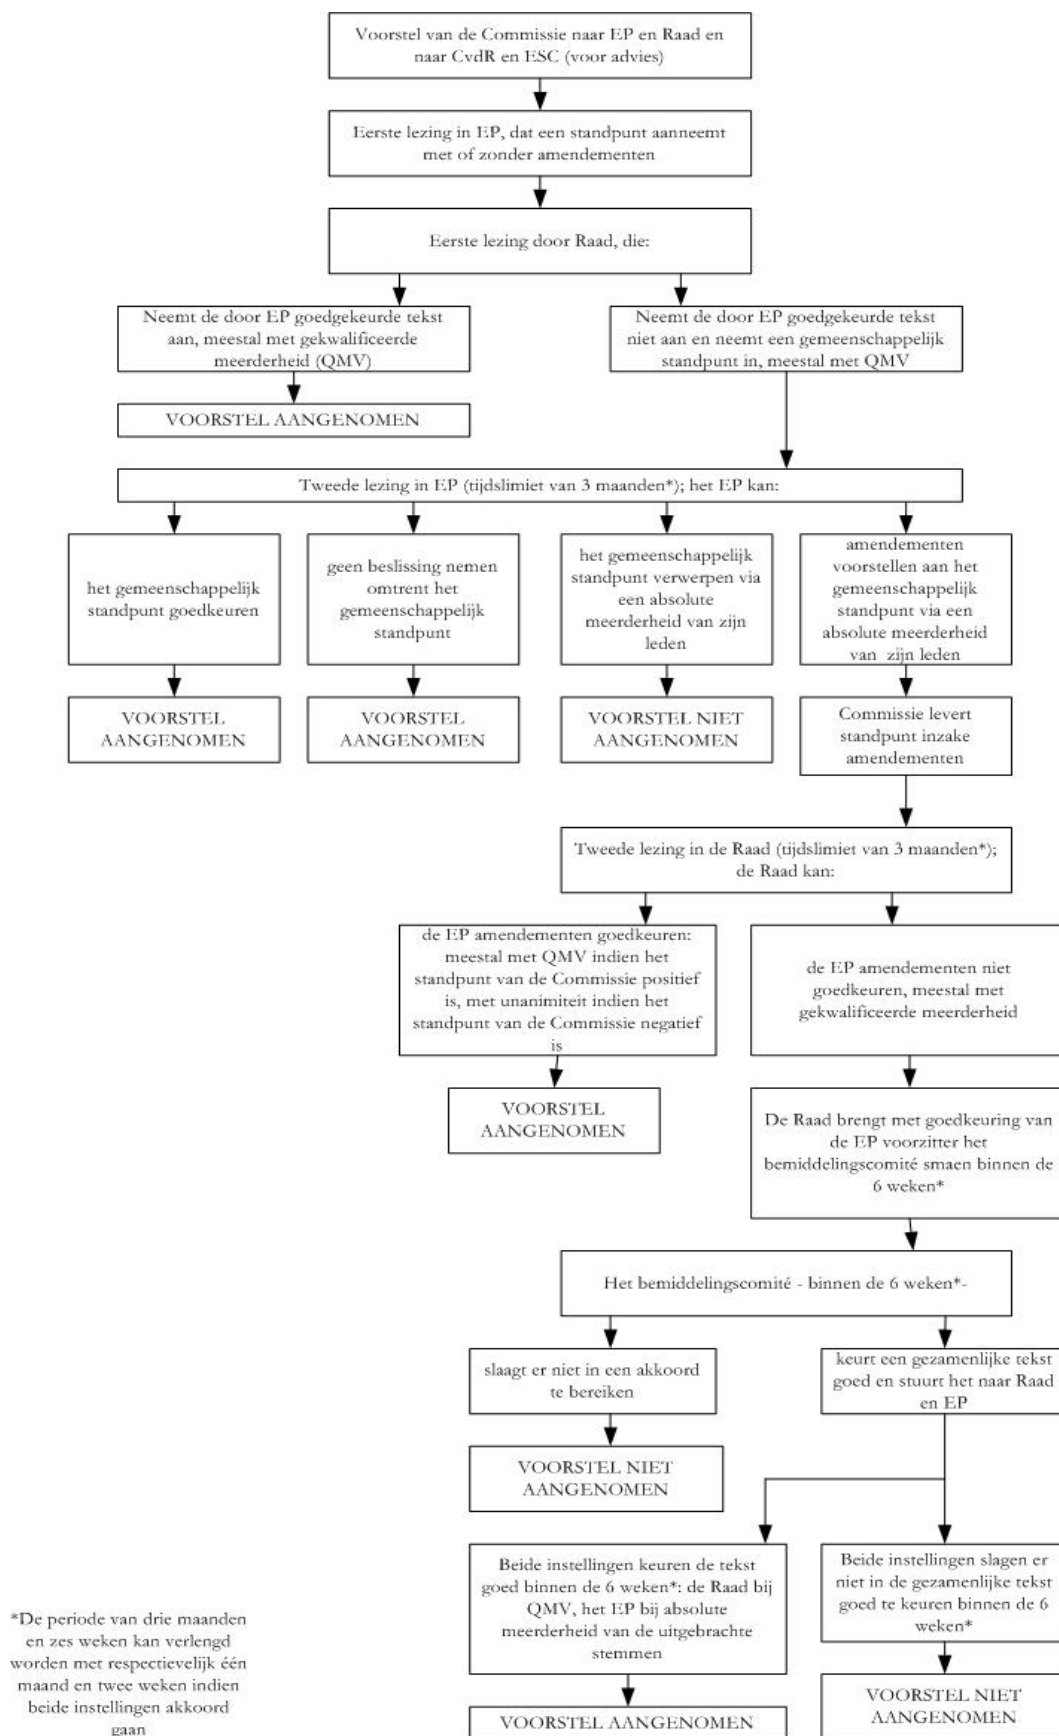 Voorstel van de Commissie naar EP en Raad en
naar CvdR en ESC (voor advies)
Eerste lezing in EP, dat een standpunt aanneemt
met of zonder amendementen
Eerste lezing door Raad, die:
Neemt de door EP goedgekeurde tekst
aan, meestal met gekwalificeerde
meerderheid (QMV)
Neemt de door EP goedgekeurde tekst
niet aan en neemt een gemeenschappelijk
standpunt in, meestal met QMV
VOORSTEL AANGENOMEN
Tweede lezing in EP (tijdslimiet van 3 maanden*); het EP kan:
het gemeenschappelijk
standpunt goedkeuren
geen beslissing nemen
omtrent het
gemeenschappelijk
standpunt
het gemeenschappelijk
standpunt verwerpen via
een absolute
meerderheid van zijn
leden
amendementen
voorstellen aan het
gemeenschappelijk
standpunt via een
absolute meerderheid
van zijn leden
VOORSTEL
AANGENOMEN
VOORSTEL
AANGENOMEN
VOORSTEL NIET
AANGENOMEN
Commissie levert
standpunt inzake
amendementen
Tweede lezing in de Raad (tijdslimiet van 3 maanden*);
de Raad kan:
de EP amendementen goedkeuren:
meestal met QMV indien het
standpunt van de Commissie positief
is, met unanimiteit indien het
standpunt van de Commissie negatief
is
de EP amendementen niet
goedkeuren, meestal met
gekwalificeerde meerderheid
VOORSTEL
AANGENOMEN
De Raad brengt met goedkeuring van
de EP voorzitter het
bemiddelingscomité smaen binnen de
6 weken*
Het bemiddelingscomité - binnen de 6 weken*-
slaagt er niet in een akkoord
te bereiken
keurt een gezamenlijke tekst
goed en stuurt het naar Raad
en EP
VOORSTEL NIET
AANGENOMEN
Beide instellingen keuren de tekst
goed binnen de 6 weken*: de Raad bij
QMV, het EP bij absolute
meerderheid van de uitgebrachte
stemmen
Beide instellingen slagen er
niet in de gezamenlijke tekst
goed te keuren binnen de 6
weken*
VOORSTEL AANGENOMEN
VOORSTEL NIET
AANGENOMEN
*De periode van drie maanden
en zes weken kan verlengd
worden met respectievelijk één
maand en twee weken indien
beide instellingen akkoord
gaan